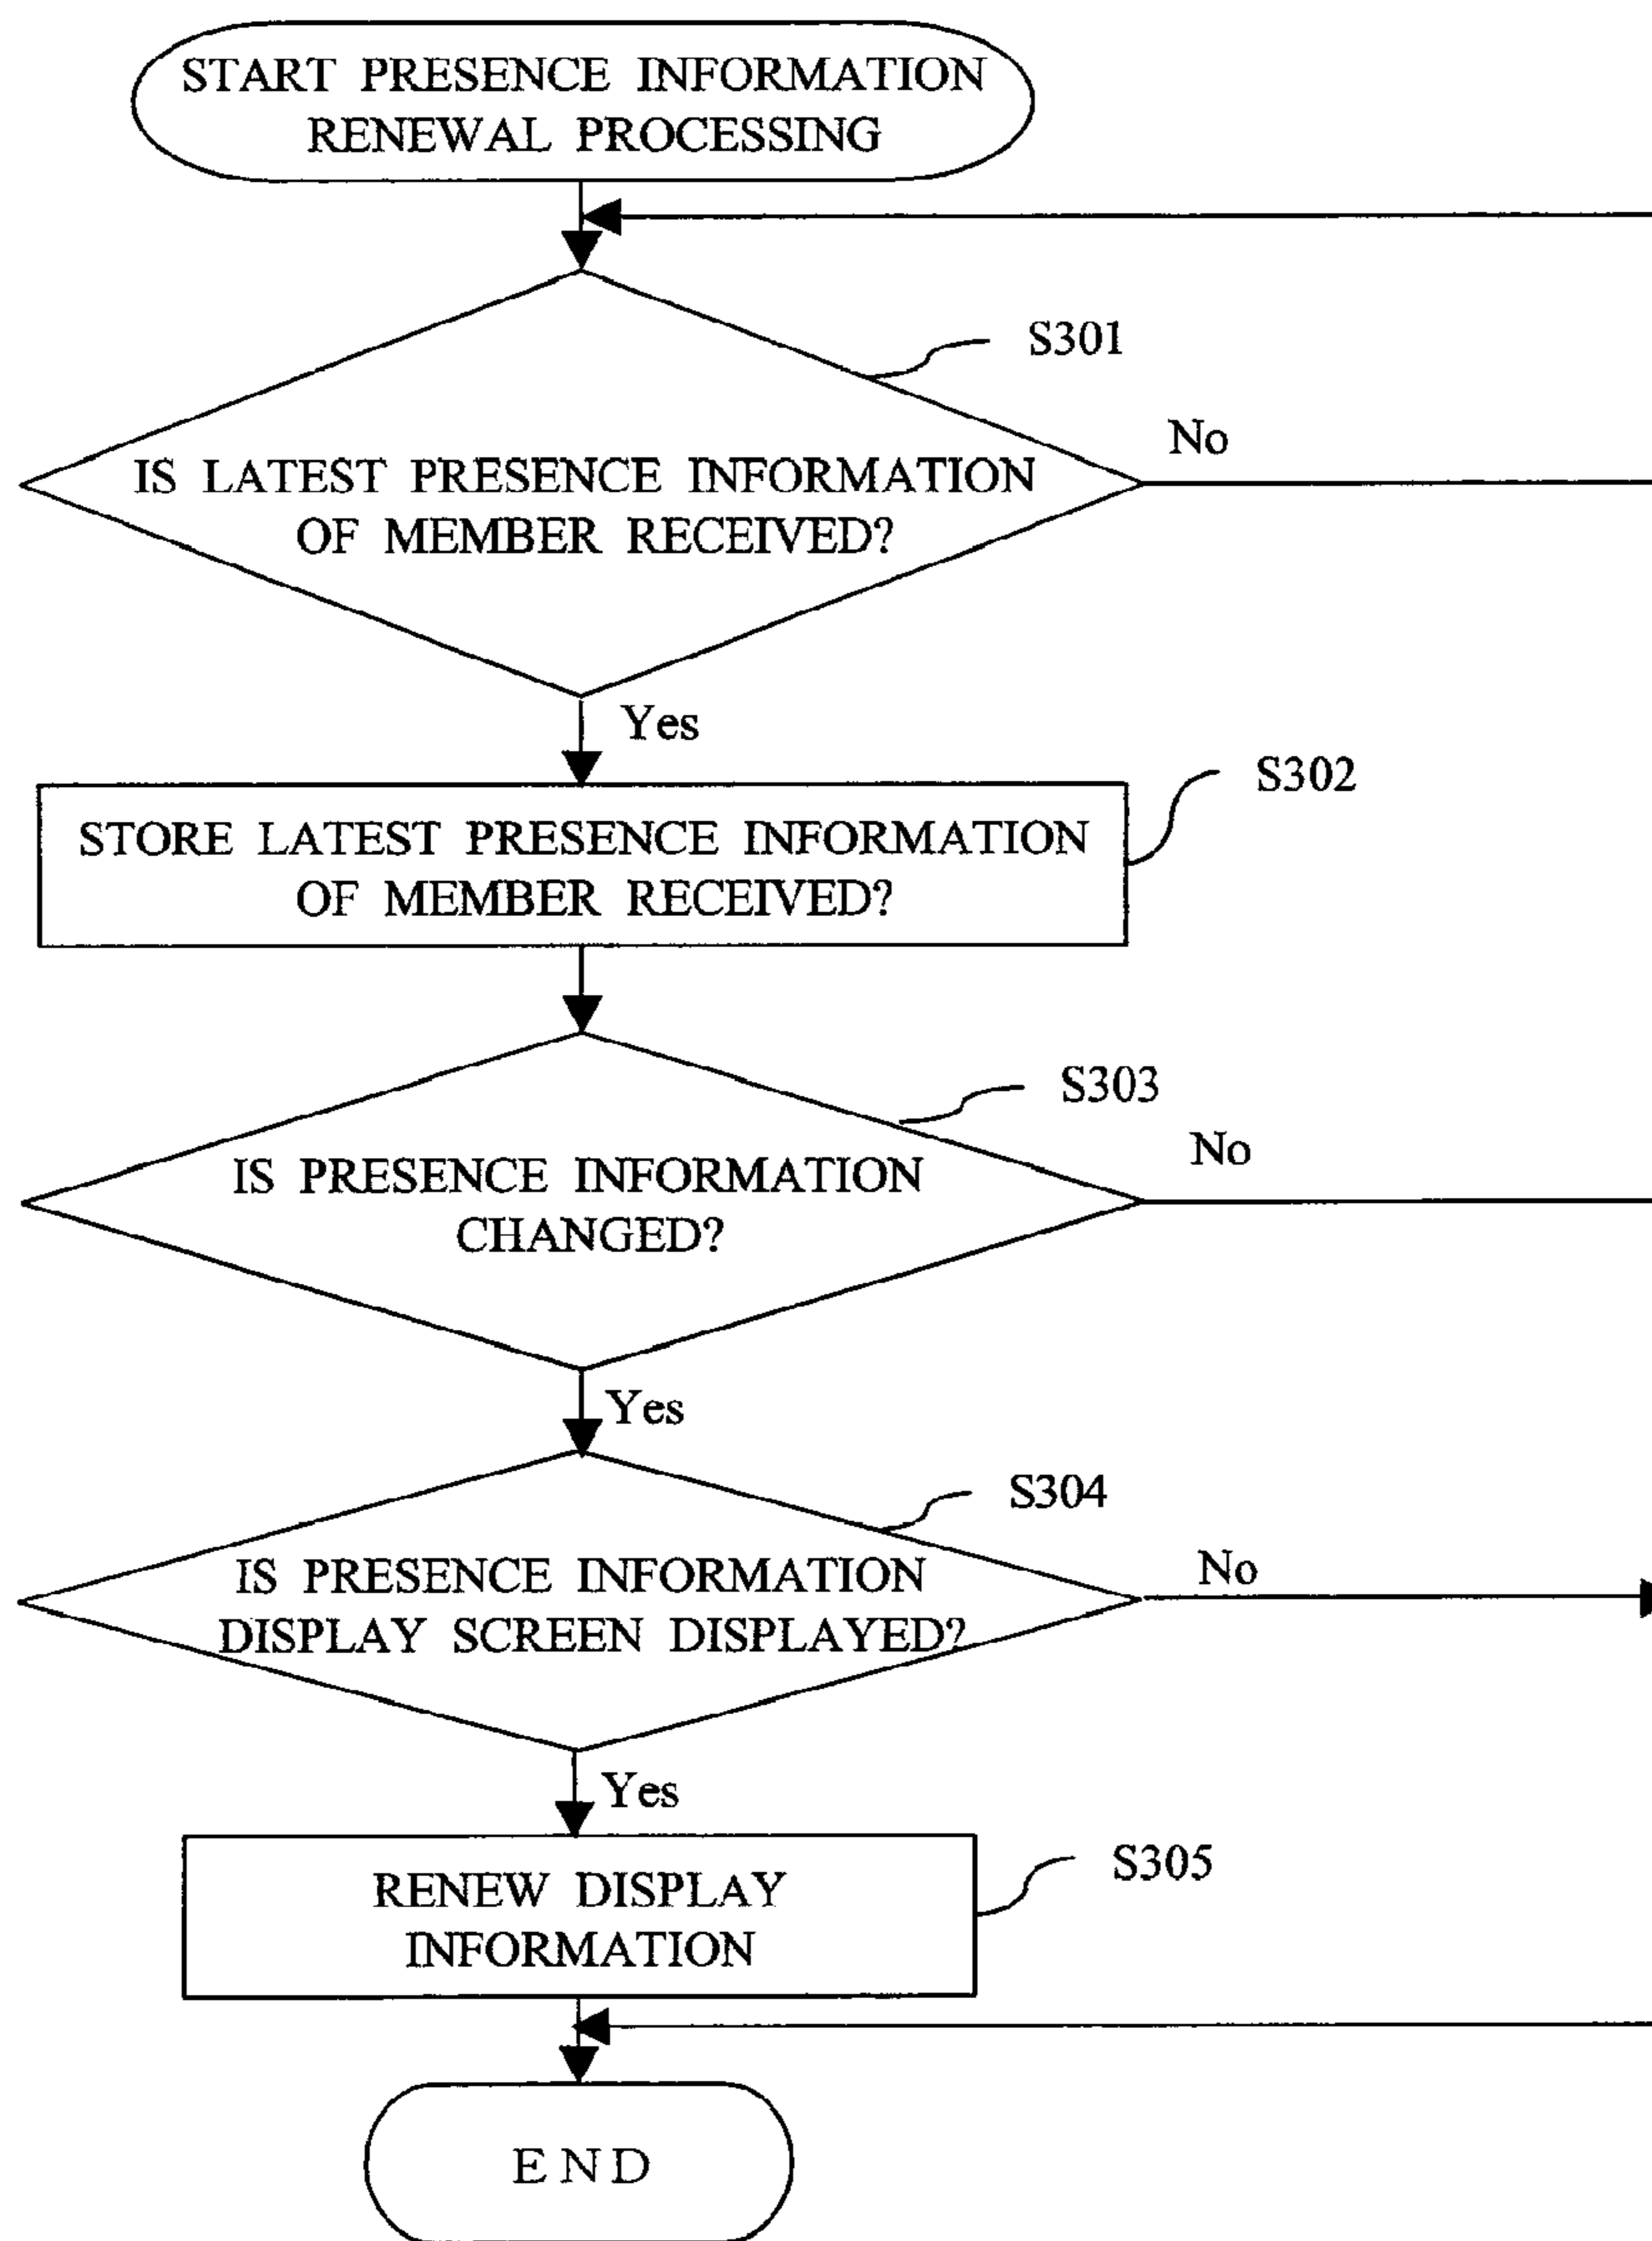 START PRESENCE INFORMATION
RENEWAL PROCESSING
S301
No
IS LATEST PRESENCE INFORMATION
OF MEMBER RECEIVED?
Yes
S302
STORE LATEST PRESENCE INFORMATION
OF MEMBER RECEIVED?
S303
No
IS PRESENCE INFORMATION
CHANGED?
Yes
S304
No
IS PRESENCE INFORMATION
DISPLAY SCREEN DISPLAYED?
Yes
S305
RENEW DISPLAY
INFORMATION
END